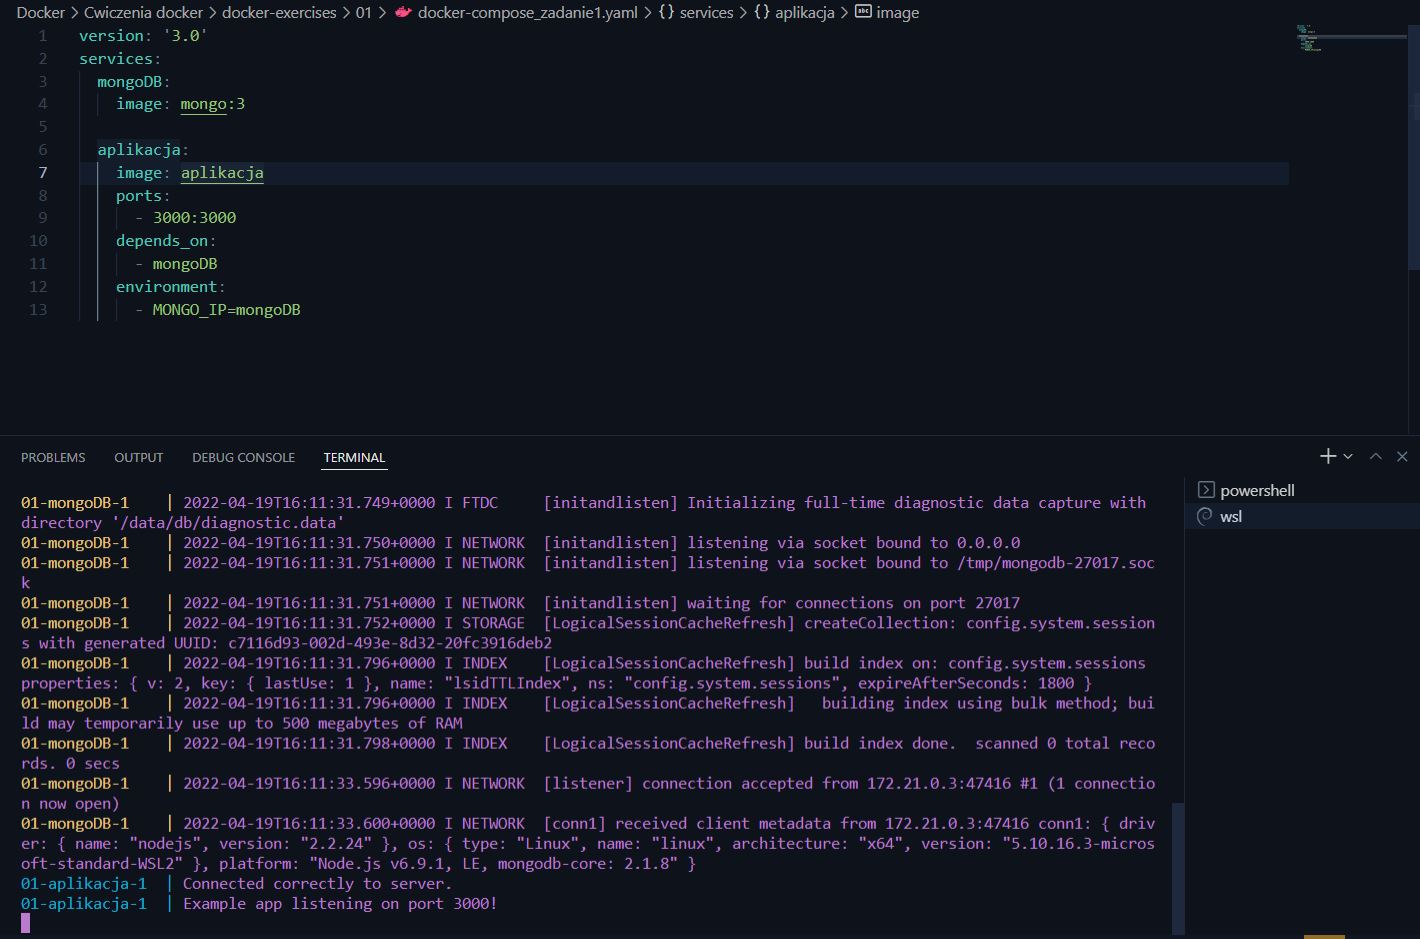 Docker > Cwiczenia docker > docker-exercises > 01 > docker-compose_zadanie1.yaml > {} services > {} aplikacja > abc image
1 version: '3.0'
2 services:
3 mongoDB:
4 image: mongo:3
5
6 aplikacja:
7 image: aplikacja
8 ports:
9 - 3000:3000
10 depends_on:
11 - mongoDB
12 environment:
13 - MONGO_IP=mongoDB
PROBLEMS OUTPUT DEBUG CONSOLE TERMINAL
powershell
wsl
01-mongoDB-1 | 2022-04-19T16:11:31.749+0000 I FTDC [initandlisten] Initializing full-time diagnostic data capture with
directory '/data/db/diagnostic.data'
01-mongoDB-1 | 2022-04-19T16:11:31.750+0000 I NETWORK [initandlisten] listening via socket bound to 0.0.0.0
01-mongoDB-1 | 2022-04-19T16:11:31.751+0000 I NETWORK [initandlisten] listening via socket bound to /tmp/mongodb-27017.soc
k
01-mongoDB-1 | 2022-04-19T16:11:31.751+0000 I NETWORK [initandlisten] waiting for connections on port 27017
01-mongoDB-1 | 2022-04-19T16:11:31.752+0000 I STORAGE [LogicalSessionCacheRefresh] createCollection: config.system.session
s with generated UUID: c7116d93-002d-493e-8d32-20fc3916deb2
01-mongoDB-1 | 2022-04-19T16:11:31.796+0000 I INDEX [LogicalSessionCacheRefresh] build index on: config.system.sessions
properties: { v: 2, key: { lastUse: 1 }, name: "lsidTTLIndex", ns: "config.system.sessions", expireAfterSeconds: 1800 }
01-mongoDB-1 | 2022-04-19T16:11:31.796+0000 I INDEX [LogicalSessionCacheRefresh] building index using bulk method; bui
ld may temporarily use up to 500 megabytes of RAM
01-mongoDB-1 | 2022-04-19T16:11:31.798+0000 I INDEX [LogicalSessionCacheRefresh] build index done. scanned 0 total reco
rds. 0 secs
01-mongoDB-1 | 2022-04-19T16:11:33.596+0000 I NETWORK [listener] connection accepted from 172.21.0.3:47416 #1 (1 connectio
n now open)
01-mongoDB-1 | 2022-04-19T16:11:33.600+0000 I NETWORK [conn1] received client metadata from 172.21.0.3:47416 conn1: { driv
er: { name: "nodejs", version: "2.2.24" }, os: { type: "Linux", name: "linux", architecture: "x64", version: "5.10.16.3-micros
oft-standard-WSL2" }, platform: "Node.js v6.9.1, LE, mongodb-core: 2.1.8" }
01-aplikacja-1 | Connected correctly to server.
01-aplikacja-1 | Example app listening on port 3000!